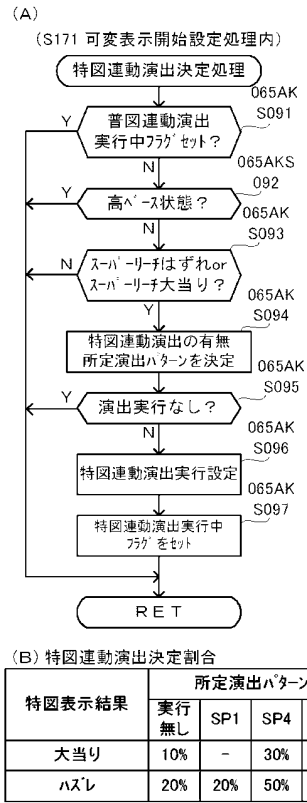 (A)
(S171 可変表示開始設定処理内)
特図連動演出決定処理
065AK
S091
Y
普図連動演出
実行中フラグセット?
N
065AKS
092
Y
高ベース状態?
065AK
S093
N
N
スーパーリーチはずれor
スーパーリーチ大当り?
Y
065AK
S094
特図連動演出の有無
所定演出パターンを決定
065AK
S095
Y
演出実行なし?
N
065AK
S096
特図連動演出実行設定
065AK
S097
特図連動演出実行中
フラグをセット
RET
(B) 特図連動演出決定割合
特図表示結果
所定演出パターン
実行
無し
SP1
SP4
大当り
10%
-
30%
ハズレ
20%
20%
50%